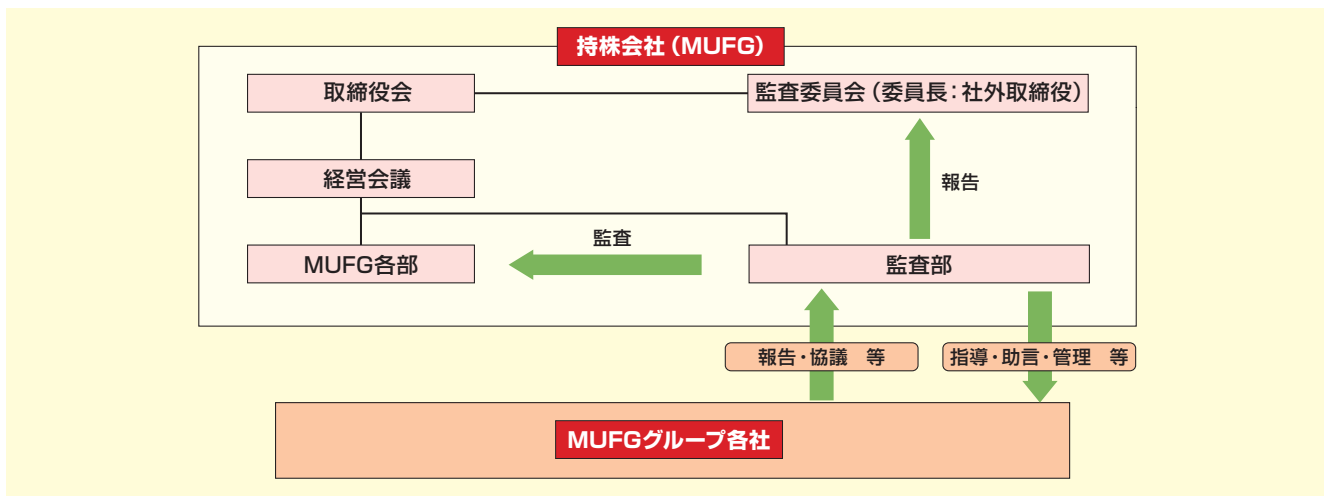 持株会社（MUFG）
取締役会
監査委員会（委員長：社外取締役）
経営会議
報告
監査
MUFG各部
監査部
報告・協議　等
指導・助言・管理　等
MUFGグループ各社